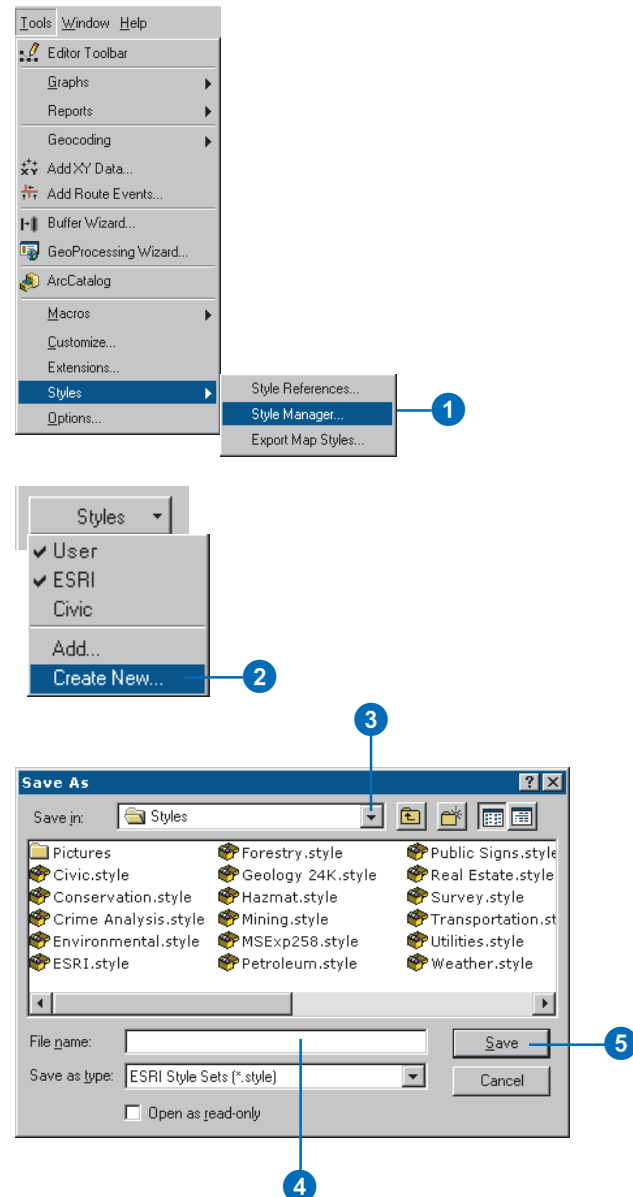 Tools Window Help
Editor Toolbar
Graphs
Reports
Geocoding
Add XY Data...
Add Route Events...
Buffer Wizard...
GeoProcessing Wizard...
ArcCatalog
Macros
Customize...
Extensions...
Styles
Options...
Style References...
Style Manager...
Export Map Styles...
1
Styles
User
ESRI
Civic
Add...
Create New...
2
3
Save As
Save in: Styles
Pictures Forestry.style Public Signs.style
Civic.style Geology 24K.style Real Estate.style
Conservation.style Hazmat.style Survey.style
Crime Analysis.style Mining.style Transportation.st
Environmental.style MSExp258.style Utilities.style
ESRI.style Petroleum.style Weather.style
File name: Save
5
Save as type: ESRI Style Sets (*.style) Cancel
Open as read-only
4